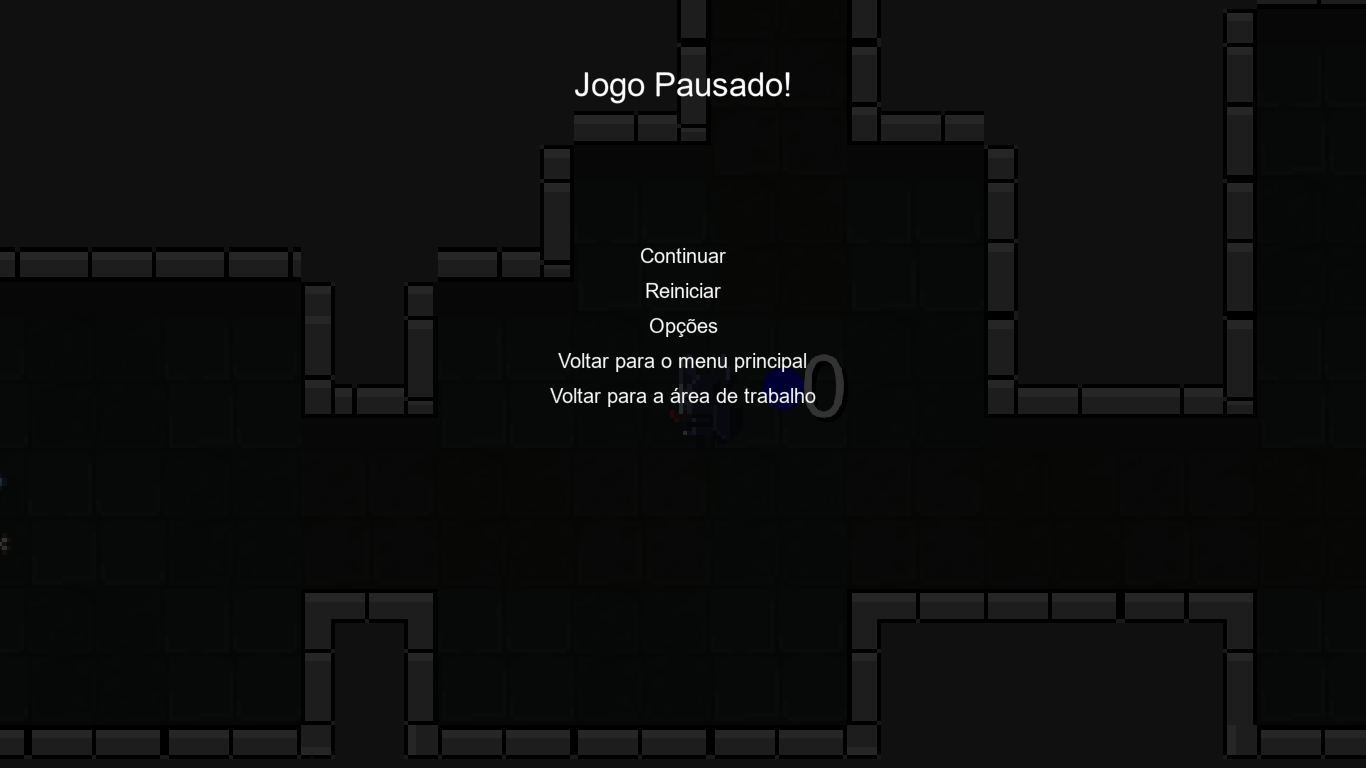 Jogo Pausado!
Continuar
Reiniciar
Opções
Voltar para o menu principal
Voltar para a área de trabalho
0